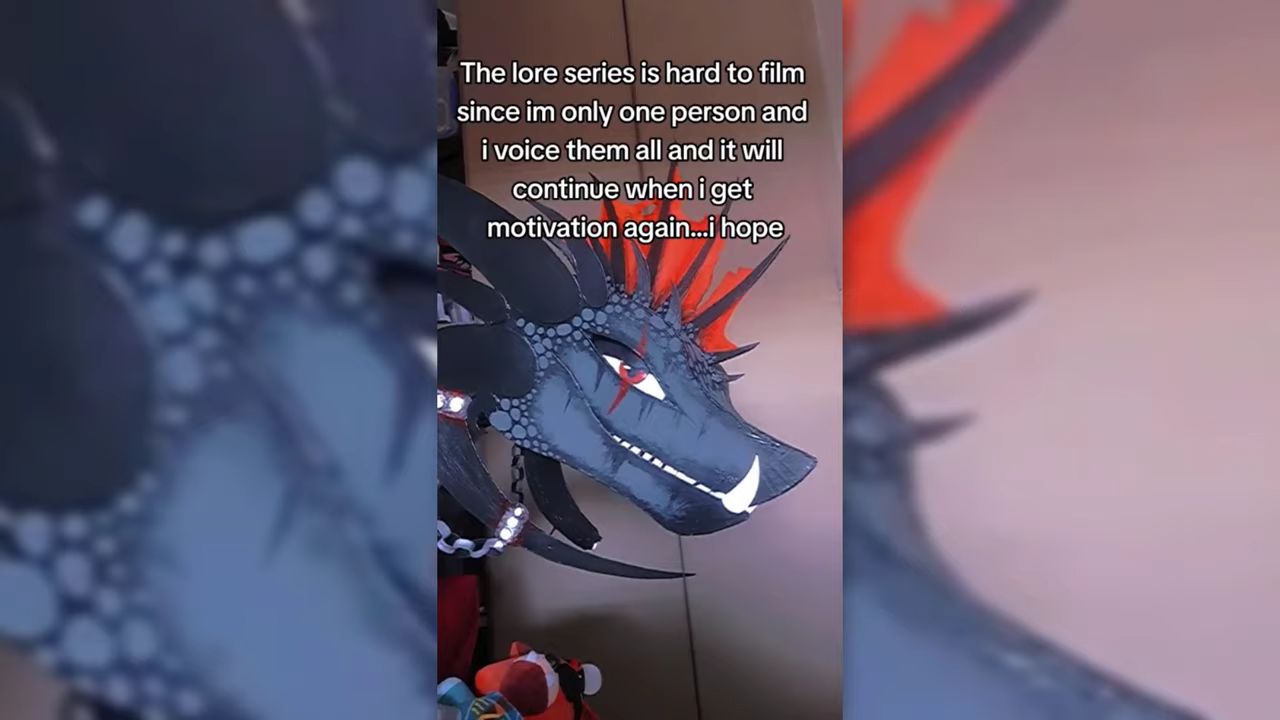 The lore series is hard to film
since im only one person and
i voice them all and it will
continue when i get
motivation again...i hope